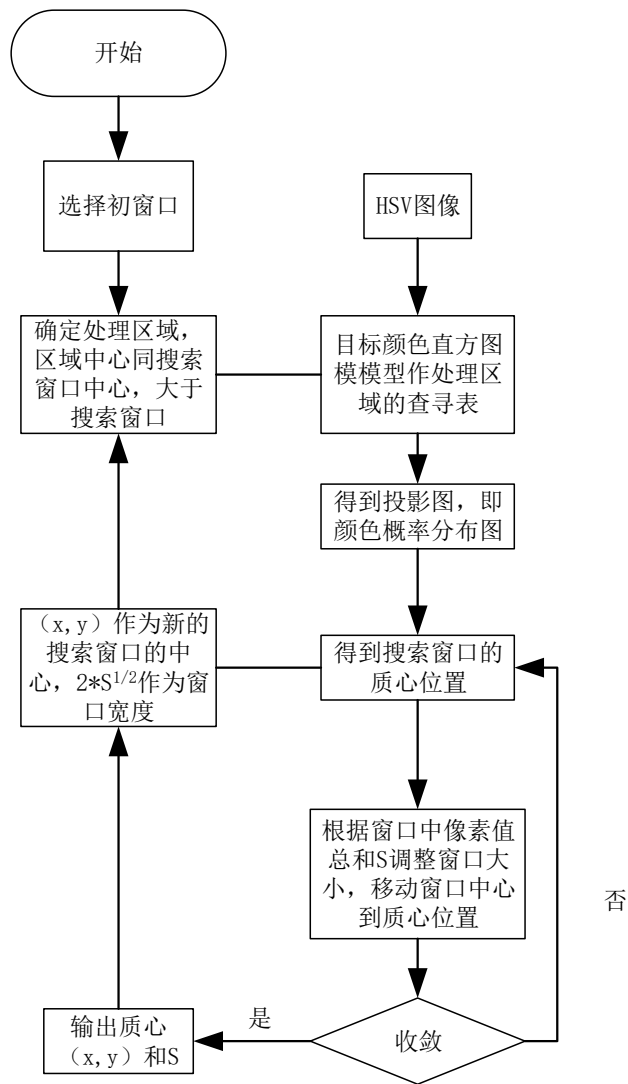 开始
选择初窗口
HSV图像
确定处理区域,
区域中心同搜索
窗口中心，大于
搜索窗口
目标颜色直方图
模模型作处理区
域的查寻表
得到投影图，即
颜色概率分布图
（x,y）作为新的
搜索窗口的中
心，2*S^{1/2}作为窗
口宽度
得到搜索窗口的
质心位置
根据窗口中像素值
总和S调整窗口大
小，移动窗口中心
到质心位置
否
是
收敛
输出质心
（x,y）和S